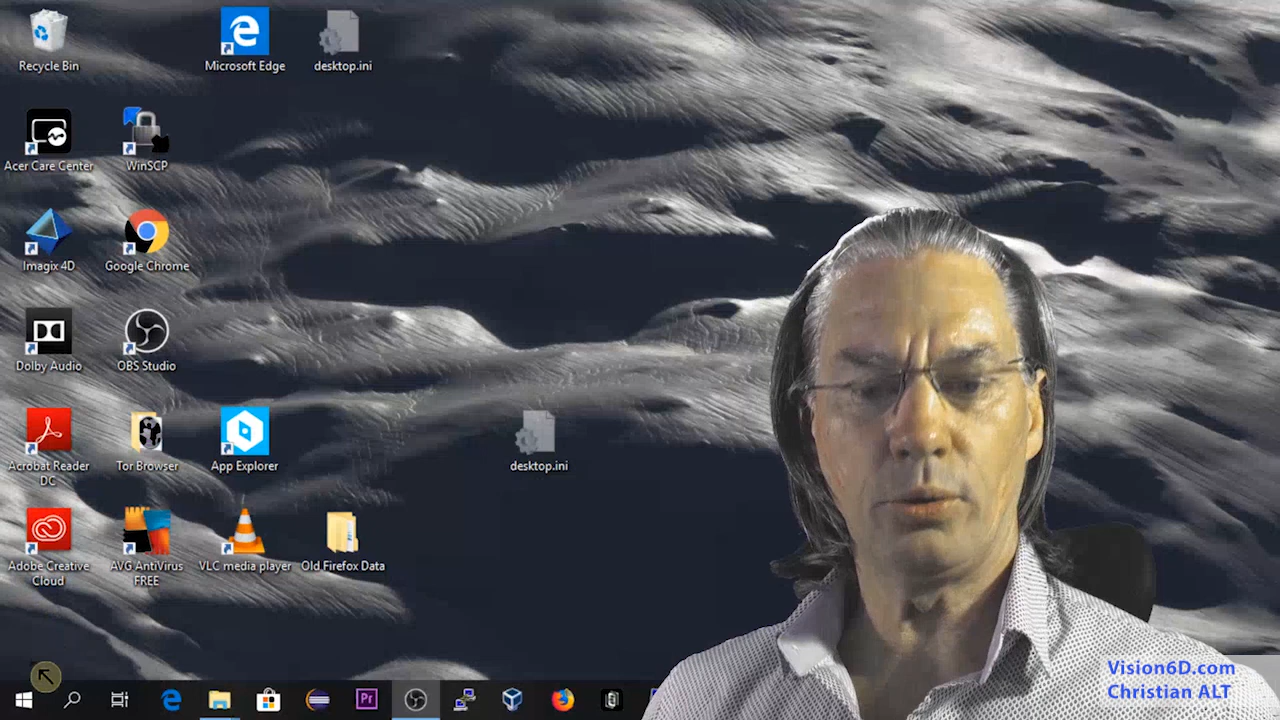 Recycle Bin
Microsoft Edge
desktop.ini
Acer Care Center
WinSCP
Imagix 4D
Google Chrome
Dolby Audio
OBS Studio
Acrobat Reader
DC
Tor Browser
App Explorer
desktop.ini
Adobe Creative
Cloud
AVG AntiVirus
FREE
VLC media player
Old Firefox Data
Pr
Vision6D.com
Christian ALT